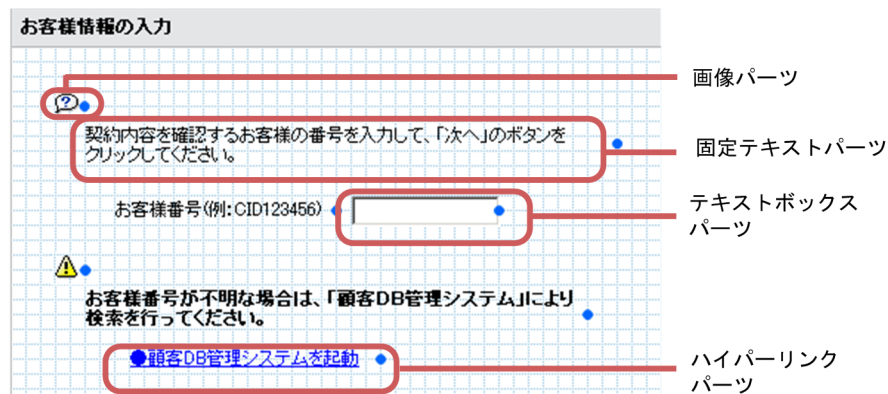 お客様情報の入力
画像パーツ
?
契約内容を確認するお客様の番号を入力して、「次へ」のボタンを
クリックしてください。
固定テキストパーツ
お客様番号(例:CID123456)
テキストボックス
パーツ
お客様番号が不明な場合は、「顧客DB管理システム」により
検索を行ってください。
●顧客DB管理システムを起動
ハイパーリンク
パーツ